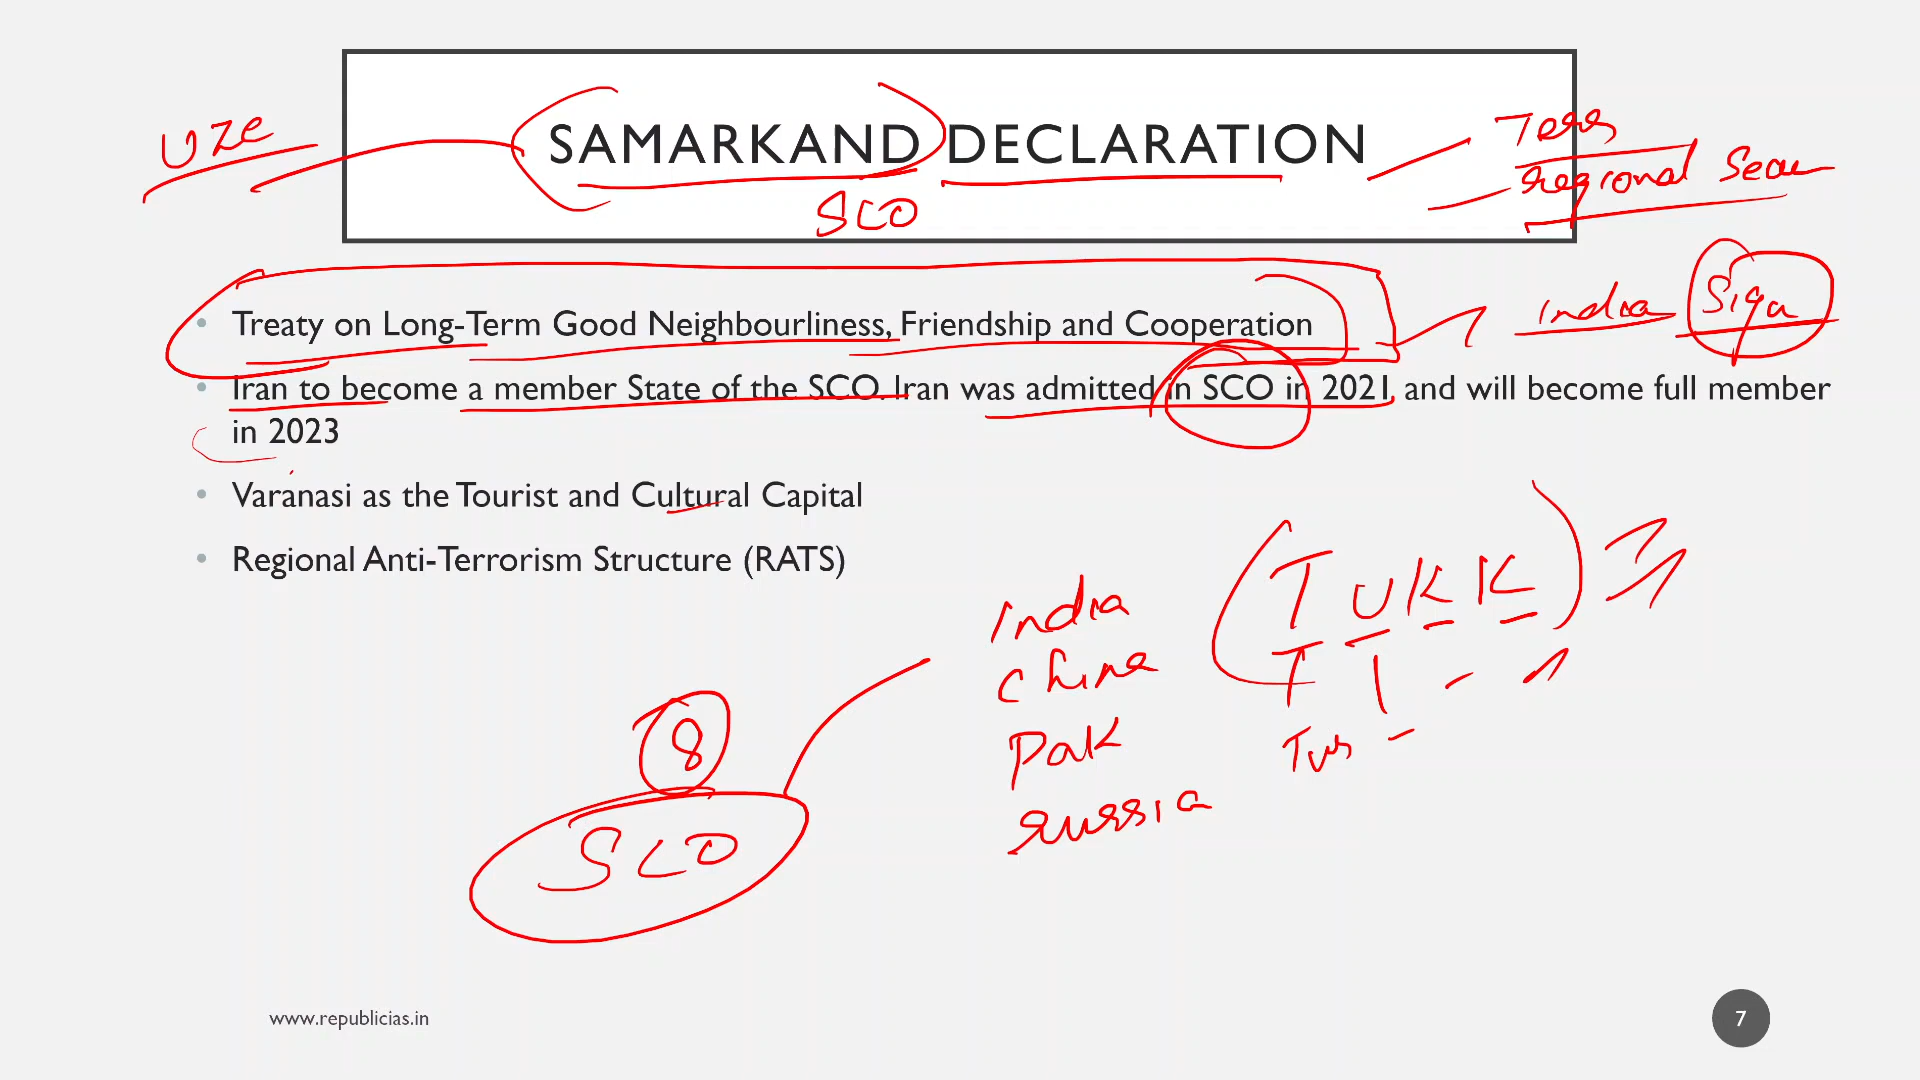 UZE
SAMARKAND DECLARATION
SCO
Terr
Regional Secu
Treaty on Long-Term Good Neighbourliness, Friendship and Cooperation
India Sign
Iran to become a member State of the SCO. Iran was admitted in SCO in 2021, and will become full member
in 2023
Varanasi as the Tourist and Cultural Capital
Regional Anti-Terrorism Structure (RATS)
India
China
Pak
Russia
TUKK
8
SCO
www.republicias.in
7